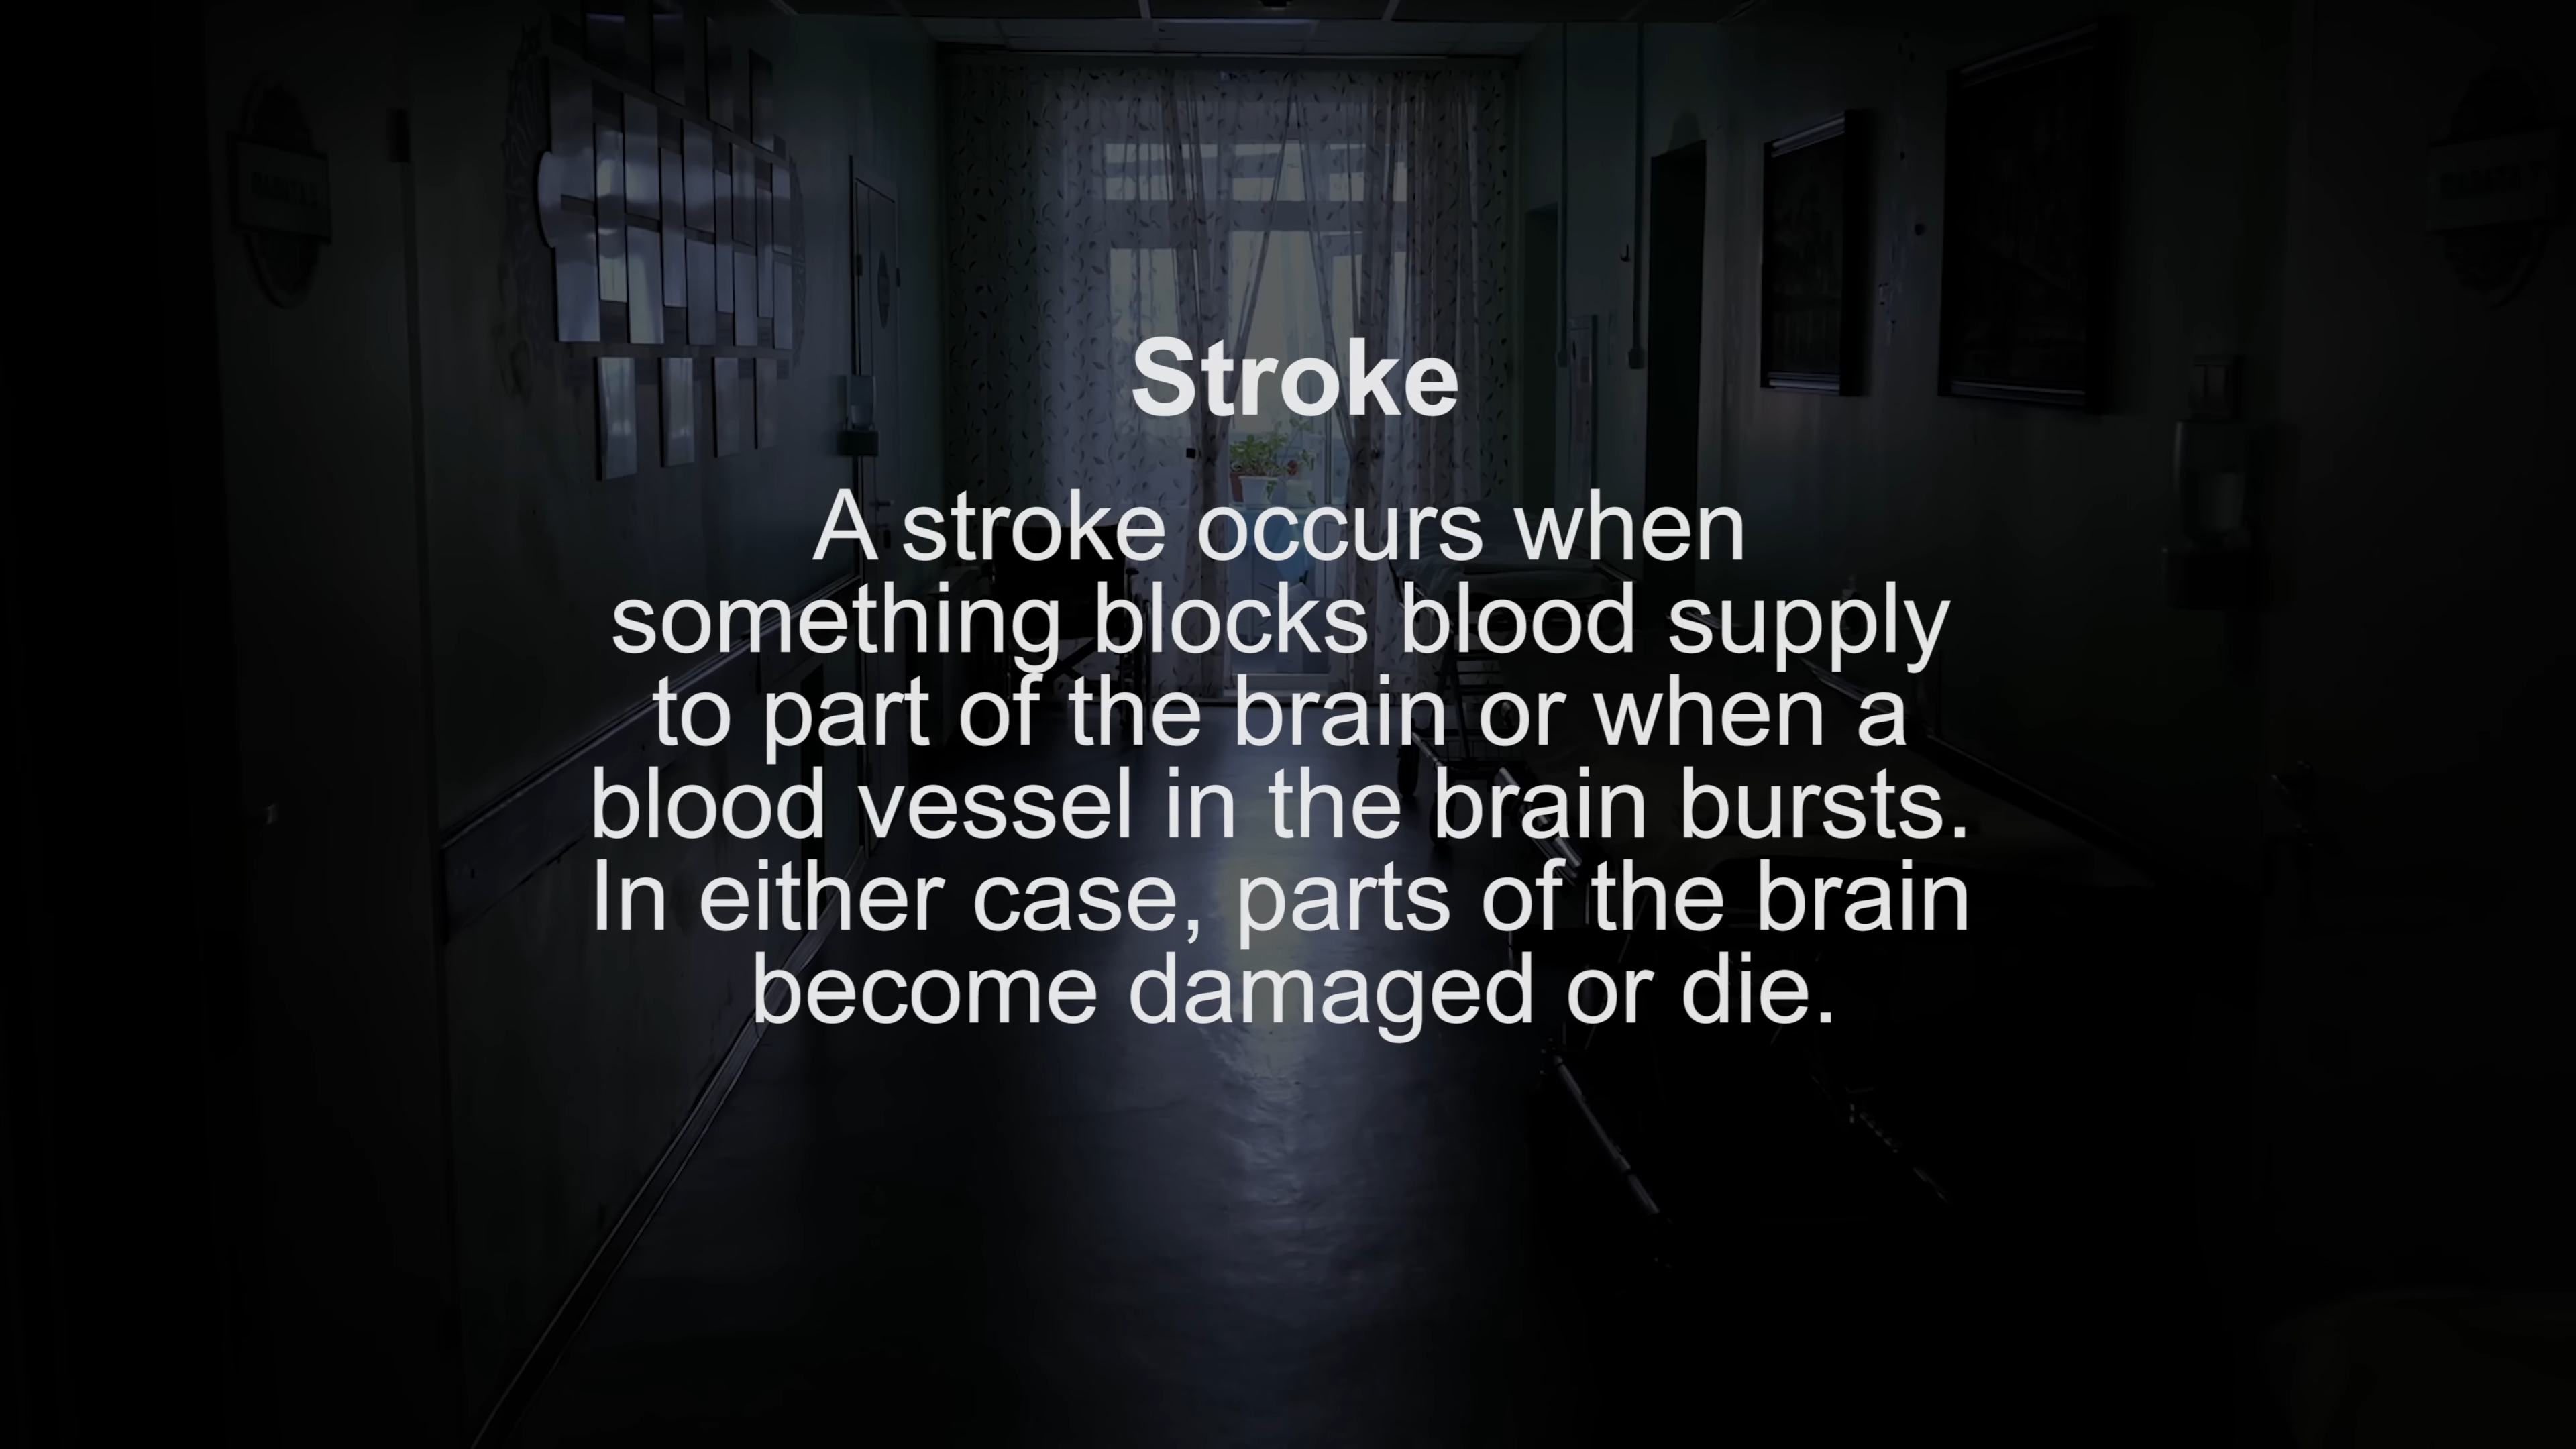 Stroke
A stroke occurs when
something blocks blood supply
to part of the brain or when a
blood vessel in the brain bursts.
In either case, parts of the brain
become damaged or die.